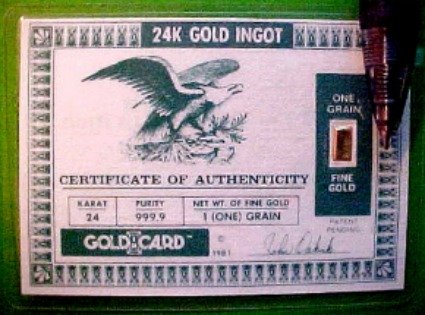 24K GOLD INGOT
ONE
GRAIN
FINE
GOLD
CERTIFICATE OF AUTHENTICITY
KARAT PURITY NET WT. OF FINE GOLD
24 999.9 1 (ONE) GRAIN
PATENT
PENDING
GOLD CARD™ ©
1981